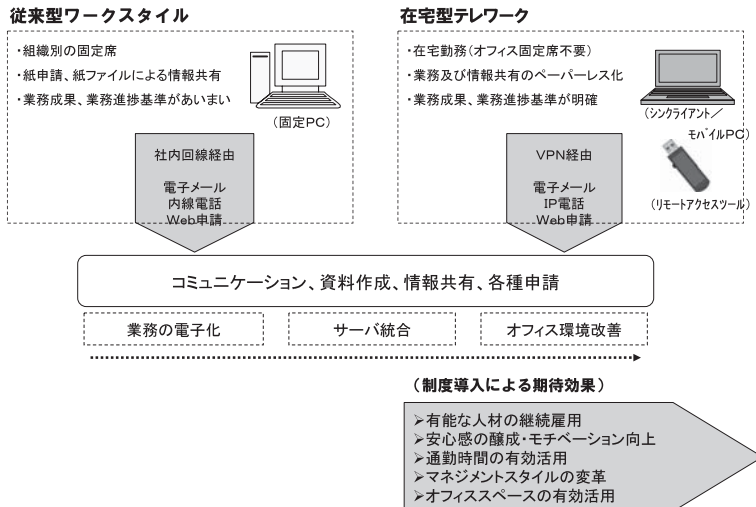 従来型ワークスタイル
・組織別の固定席
・紙申請、紙ファイルによる情報共有
・業務成果、業務進捗基準があいまい
(固定PC)
社内回線経由
電子メール
内線電話
Web申請
在宅型テレワーク
・在宅勤務(オフィス固定席不要)
・業務及び情報共有のペーパーレス化
・業務成果、業務進捗基準が明確
(シンクライアント/
モバイルPC)
(リモートアクセスツール)
VPN経由
電子メール
IP電話
Web申請
コミュニケーション、資料作成、情報共有、各種申請
業務の電子化
サーバ統合
オフィス環境改善
(制度導入による期待効果)
➢有能な人材の継続雇用
➢安心感の醸成・モチベーション向上
➢通勤時間の有効活用
➢マネジメントスタイルの変革
➢オフィススペースの有効活用